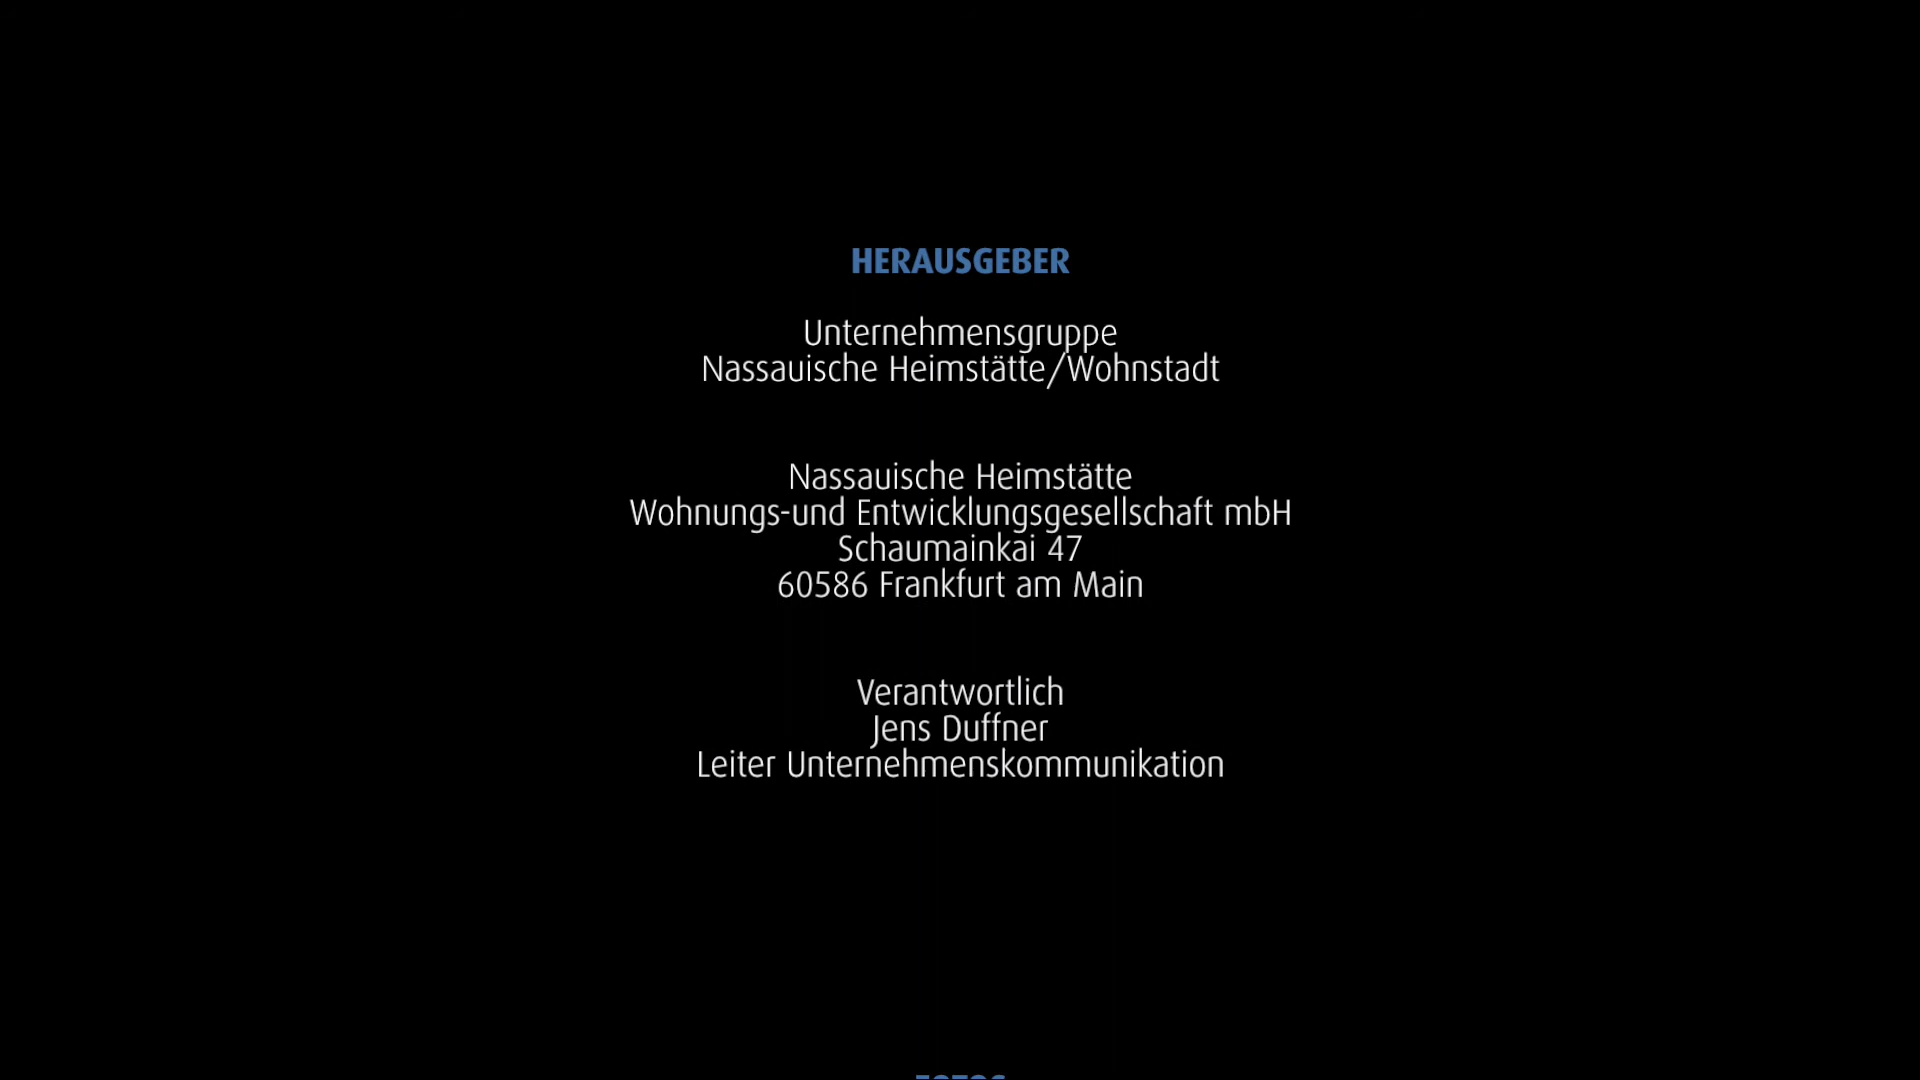 HERAUSGEBER
Unternehmensgruppe
Nassauische Heimstätte/Wohnstadt
Nassauische Heimstätte
Wohnungs-und Entwicklungsgesellschaft mbH
Schaumainkai 47
60586 Frankfurt am Main
Verantwortlich
Jens Duffner
Leiter Unternehmenskommunikation